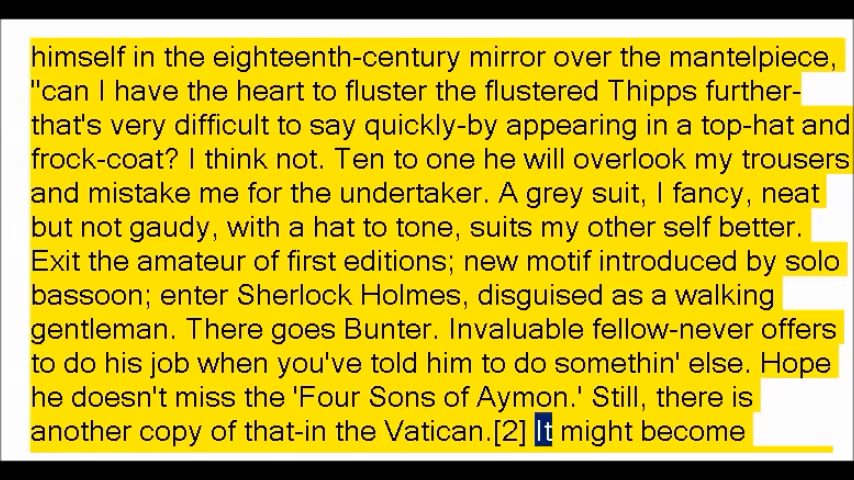 himself in the eighteenth-century mirror over the mantelpiece,
"can I have the heart to fluster the flustered Thipps further-
that's very difficult to say quickly-by appearing in a top-hat and
frock-coat? I think not. Ten to one he will overlook my trousers
and mistake me for the undertaker. A grey suit, I fancy, neat
but not gaudy, with a hat to tone, suits my other self better.
Exit the amateur of first editions; new motif introduced by solo
bassoon; enter Sherlock Holmes, disguised as a walking
gentleman. There goes Bunter. Invaluable fellow-never offers
to do his job when you've told him to do somethin' else. Hope
he doesn't miss the 'Four Sons of Aymon.' Still, there is
another copy of that-in the Vatican.[2] It might become